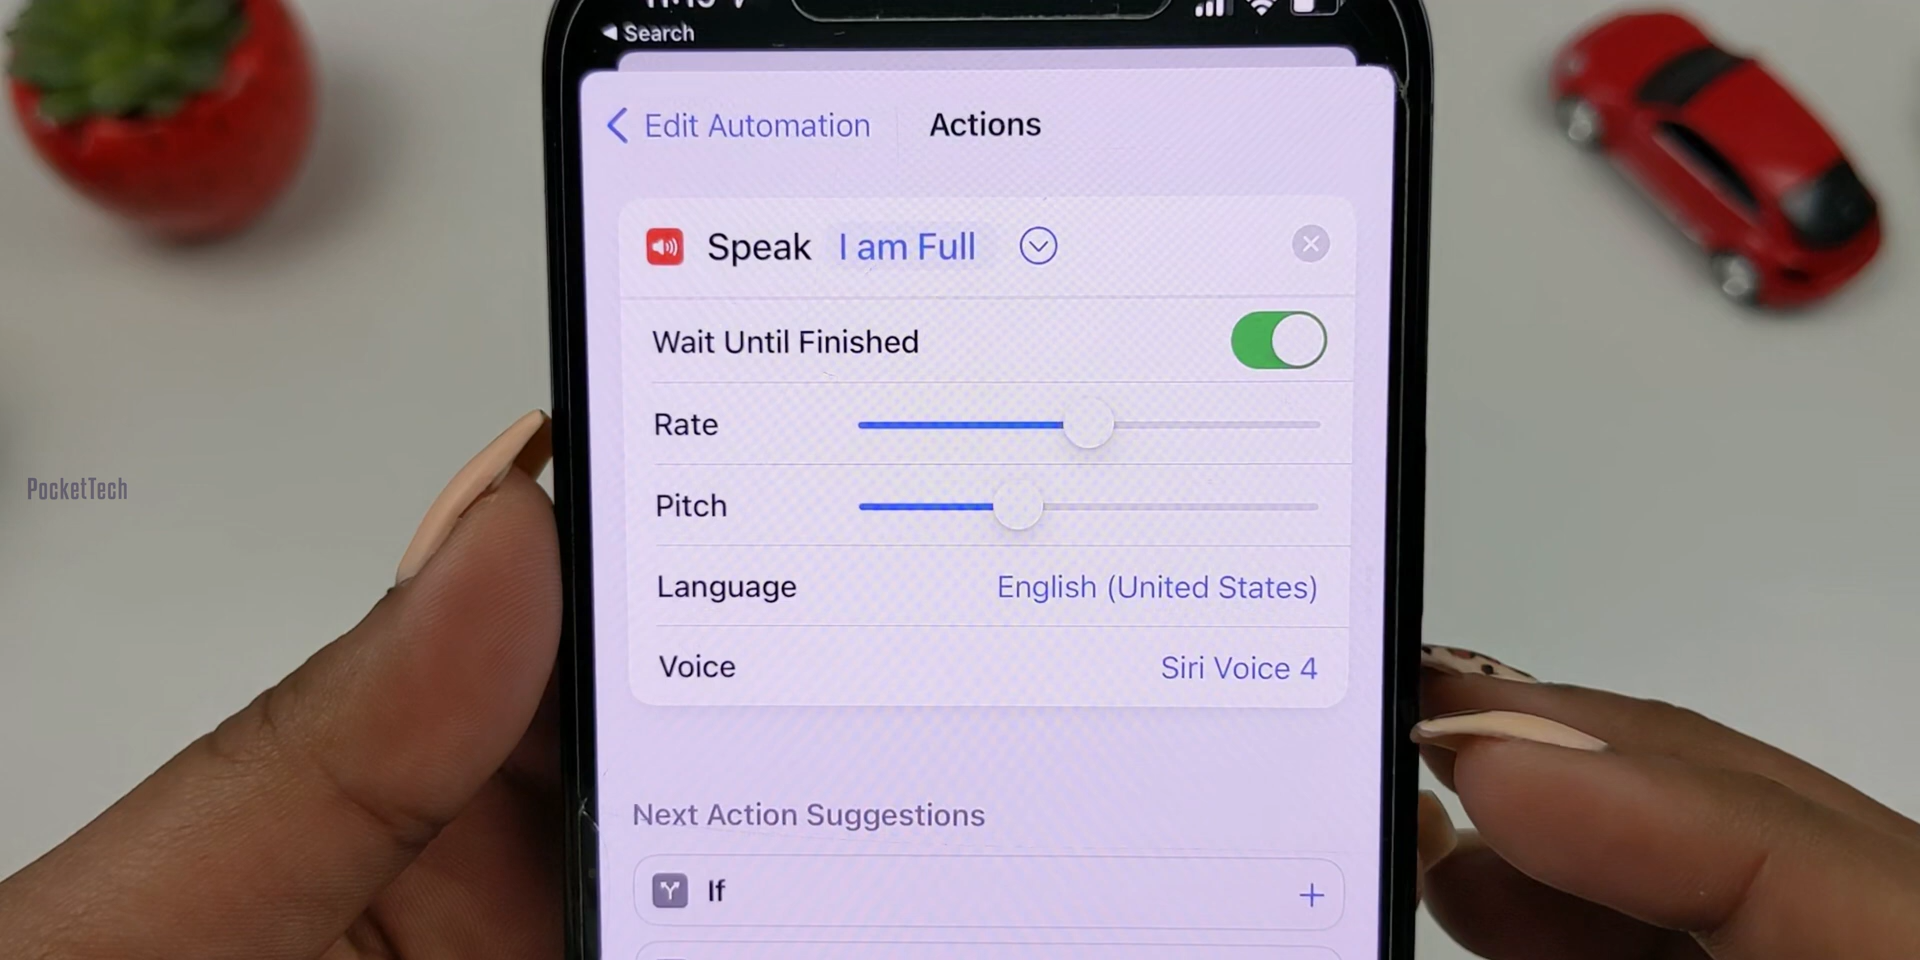 ◀ Search
Edit Automation
Actions
Speak I am Full
Wait Until Finished
Rate
Pitch
PocketTech
Language English (United States)
Voice Siri Voice 4
Next Action Suggestions
If